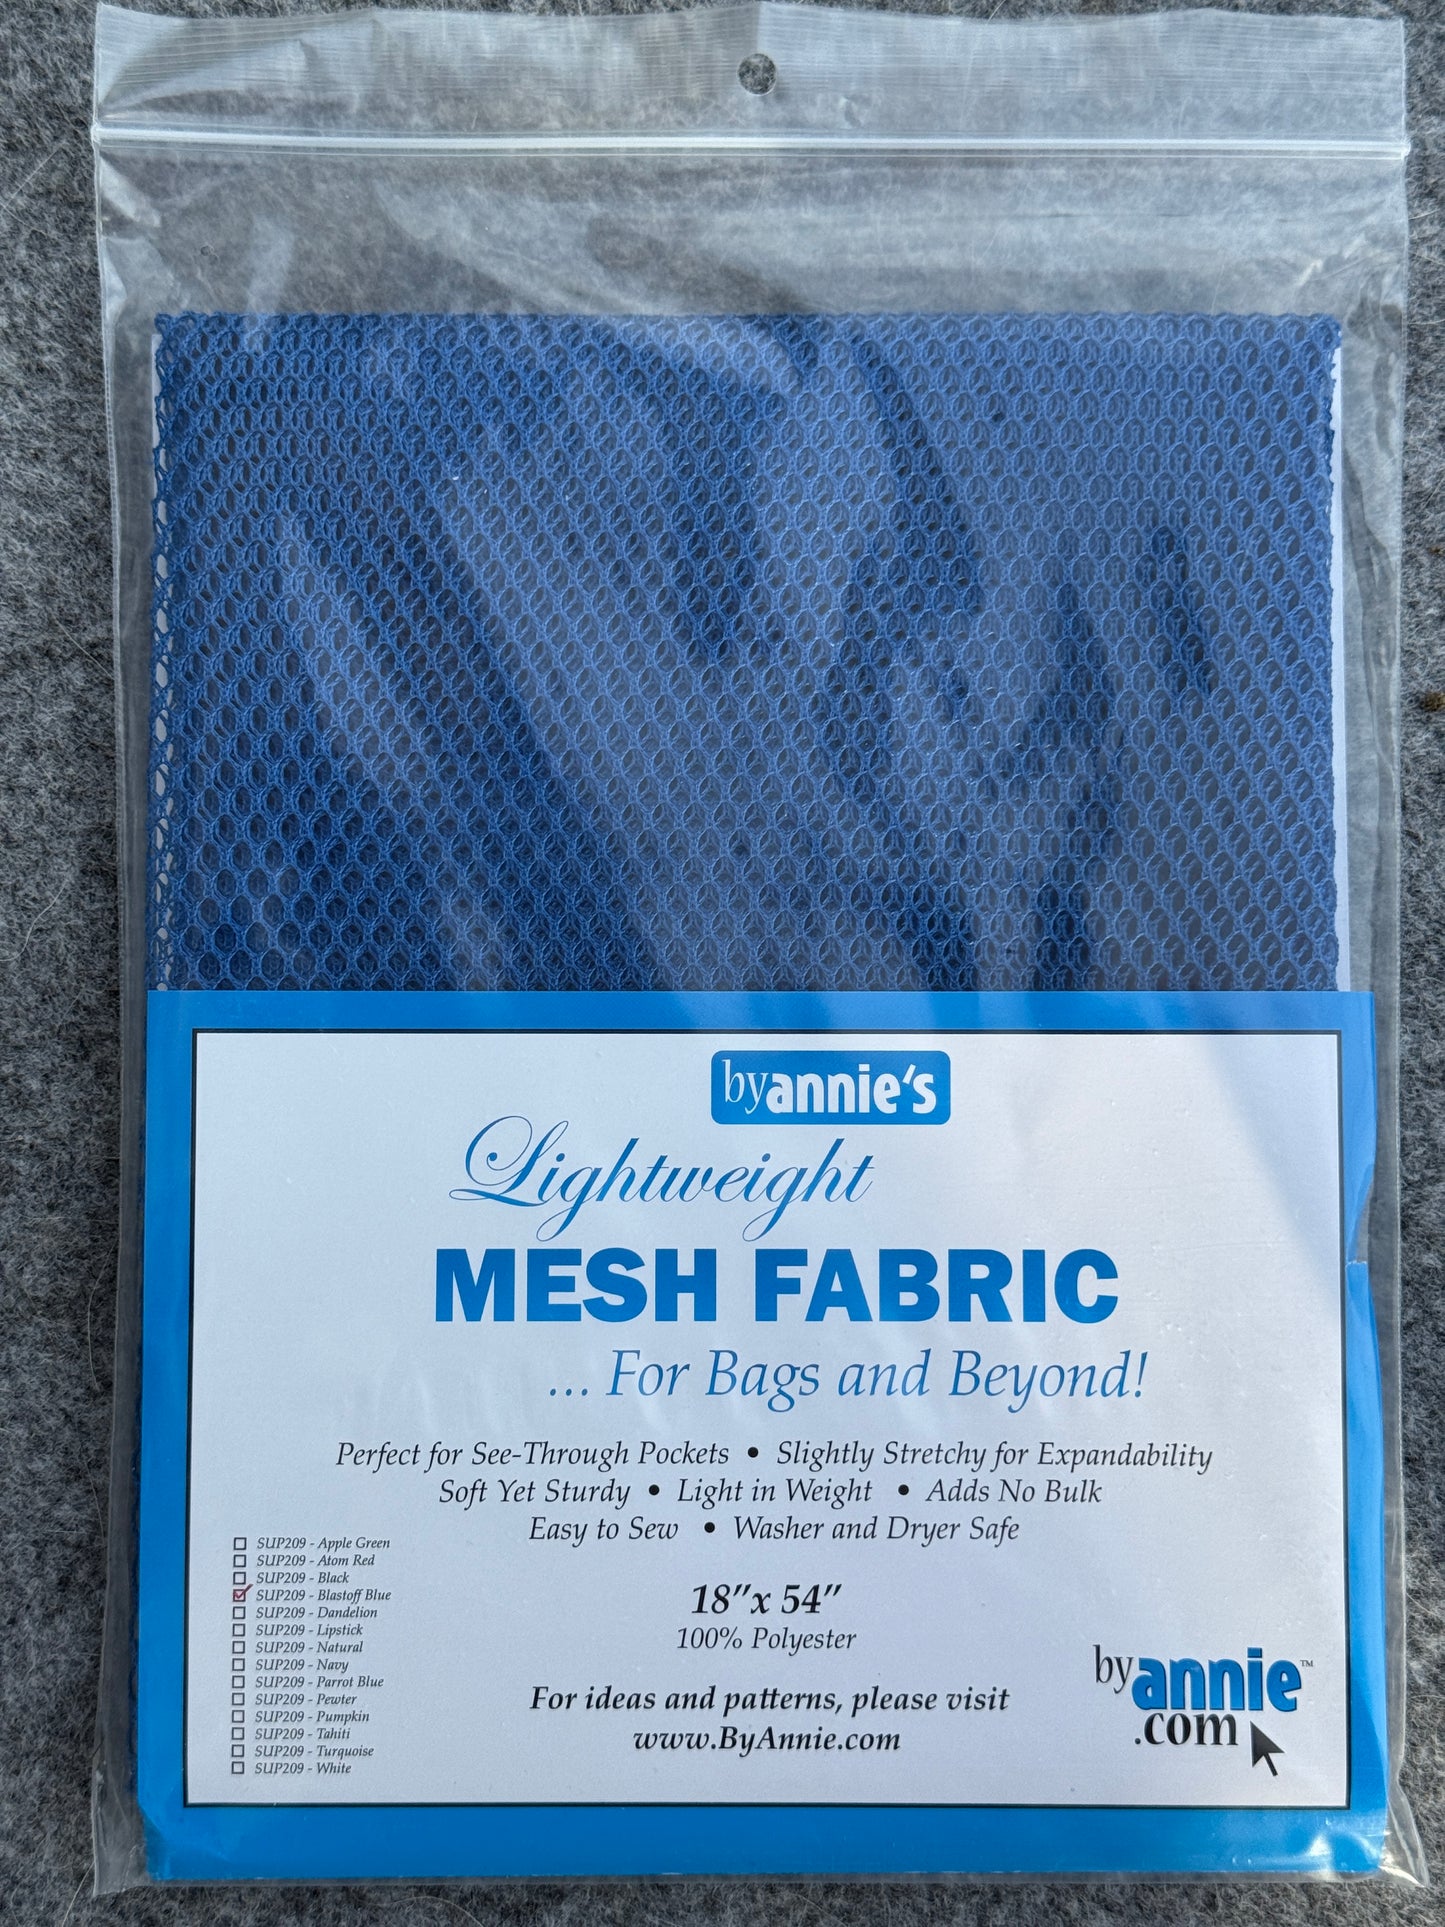 byannie's
Lightweight
MESH FABRIC
... For Bags and Beyond!
Perfect for See-Through Pockets • Slightly Stretchy for Expandability
Soft Yet Sturdy • Light in Weight • Adds No Bulk
Easy to Sew • Washer and Dryer Safe
SUP209 - Apple Green
SUP209 - Atom Red
SUP209 - Black
SUP209 - Blastoff Blue
SUP209 - Dandelion
SUP209 - Lipstick
SUP209 - Natural
SUP209 - Navy
SUP209 - Parrot Blue
SUP209 - Pewter
SUP209 - Pumpkin
SUP209 - Tahiti
SUP209 - Turquoise
SUP209 - White
18"x 54"
100% Polyester
For ideas and patterns, please visit
www.ByAnnie.com
byannie™
.com